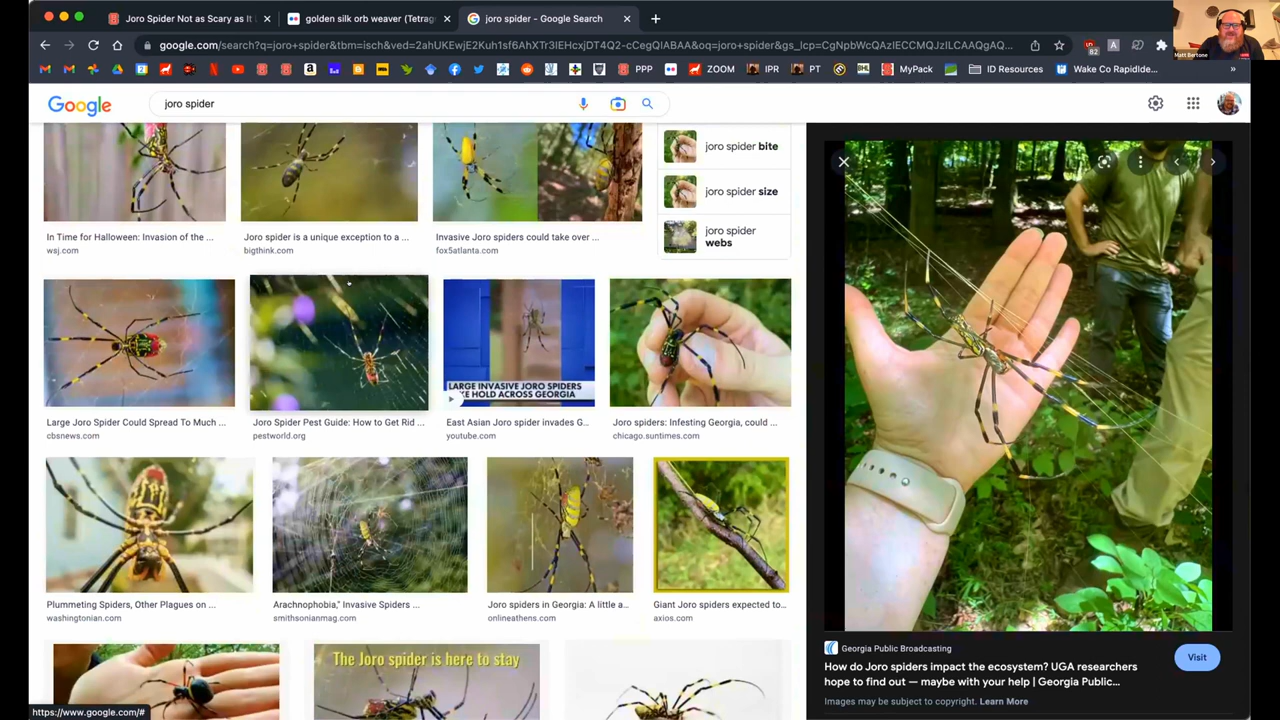 Joro Spider Not as Scary as It L
golden silk orb weaver (Tetrag
joro spider - Google Search
google.com/search?q=joro+spider&tbm=isch&ved=2ahUKEwjE2Kuh1sf6AhXTr3IEHcxjDT4Q2-cCegQIABAA&oq=joro+spider&gs_lcp=CgNpbWcQAzIECCMQJzILCAAQgAQ...
PPP
ZOOM
IPR
PT
MyPack
ID Resources
Wake Co RapidIde...
Matt Bertone
Google
joro spider
joro spider bite
joro spider size
joro spider
webs
In Time for Halloween: Invasion of the ...
wsj.com
Joro spider is a unique exception to a ...
bigthink.com
Invasive Joro spiders could take over ...
fox5atlanta.com
LARGE INVASIVE JORO SPIDERS
KE HOLD ACROSS GEORGIA
Large Joro Spider Could Spread To Much ...
cbsnews.com
Joro Spider Pest Guide: How to Get Rid ...
pestworld.org
East Asian Joro spider invades G...
youtube.com
Joro spiders: Infesting Georgia, could ...
chicago.suntimes.com
Plummeting Spiders, Other Plagues on ...
washingtonian.com
Arachnophobia," Invasive Spiders ...
smithsonianmag.com
Joro spiders in Georgia: A little a...
onlineathens.com
Giant Joro spiders expected to...
axios.com
The Joro spider is here to stay
Georgia Public Broadcasting
How do Joro spiders impact the ecosystem? UGA researchers
hope to find out — maybe with your help | Georgia Public...
Visit
Images may be subject to copyright. Learn More
https://www.google.com/#